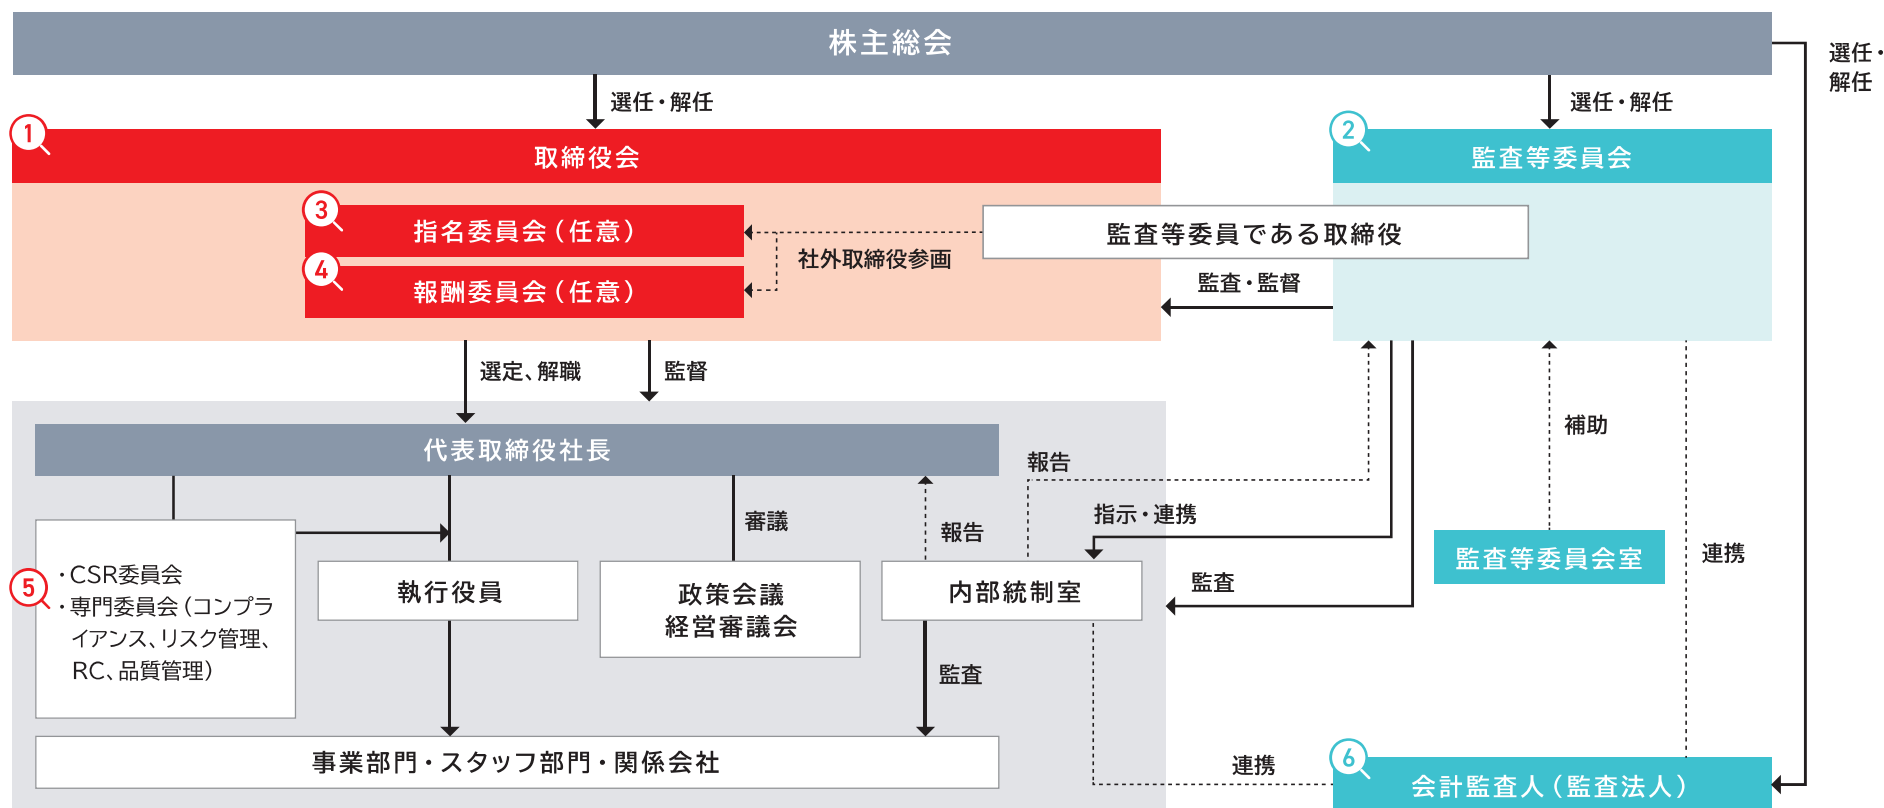 株主総会
選任・
解任
選任・解任
選任・解任
1
取締役会
2
監査等委員会
3
指名委員会（任意）
監査等委員である取締役
社外取締役参画
4
報酬委員会（任意）
監査・監督
選定、解職
監督
代表取締役社長
補助
報告
指示・連携
審議
報告
監査等委員会室
連携
5
・CSR委員会
・専門委員会（コンプラ
イアンス、リスク管理、
RC、品質管理）
執行役員
政策会議
経営審議会
内部統制室
監査
監査
事業部門・スタッフ部門・関係会社
連携
6
会計監査人（監査法人）